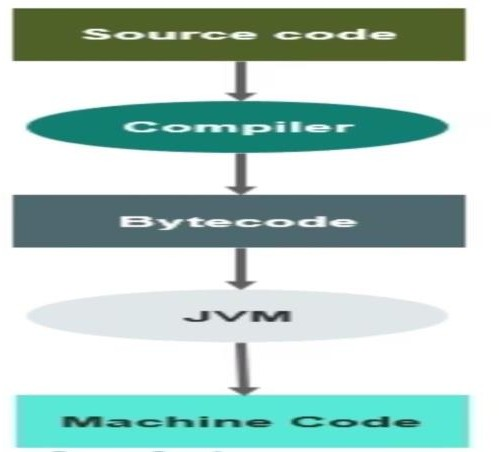 Source code
Compiler
Bytecode
JVM
Machine Code